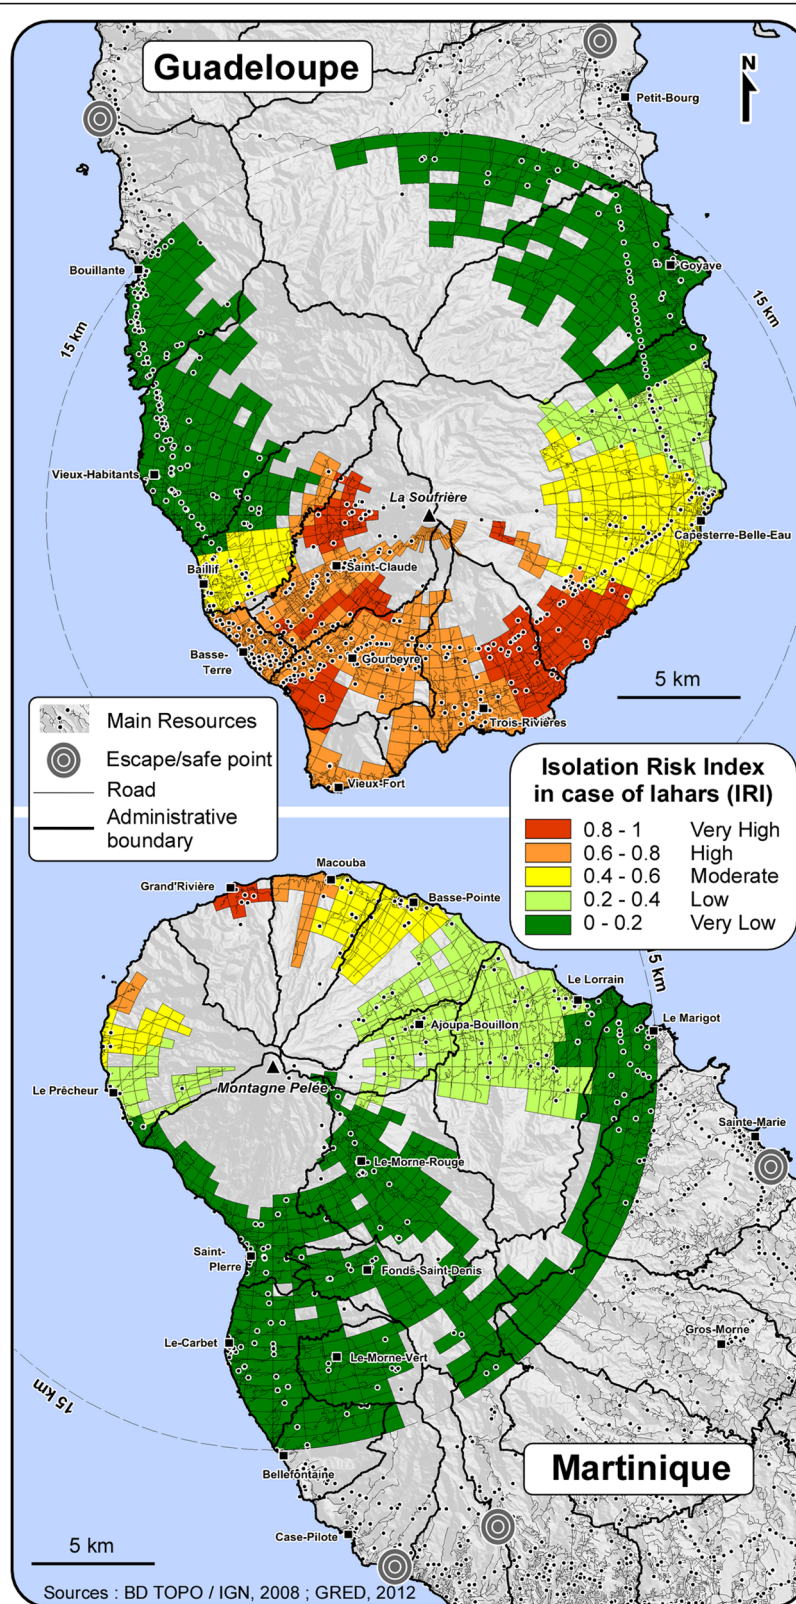 Guadeloupe
N
Petit-Bourg
Bouillante
Goyave
15 km
15 km
Vieux-Habitants
La Soufrière
Capesterre-Belle-Eau
Baillif
Saint-Claude
Basse-
Terre
Gourbeyre
5 km
Trois-Rivières
Vieux-Fort
Main Resources
Escape/safe point
Road
Administrative
boundary
Isolation Risk Index
in case of lahars (IRI)
0.8 - 1 Very High
0.6 - 0.8 High
0.4 - 0.6 Moderate
0.2 - 0.4 Low
0 - 0.2 Very Low
Macouba
Grand'Rivière
Basse-Pointe
15 km
Le Lorrain
Le Marigot
Ajoupa-Bouillon
Le Prêcheur
Montagne Pelée
Sainte-Marie
Le-Morne-Rouge
Saint-
Pierre
Fonds-Saint-Denis
Gros-Morne
Le-Carbet
Le-Morne-Vert
15 km
Martinique
Bellefontaine
Case-Pilote
5 km
Sources : BD TOPO / IGN, 2008 ; GRED, 2012